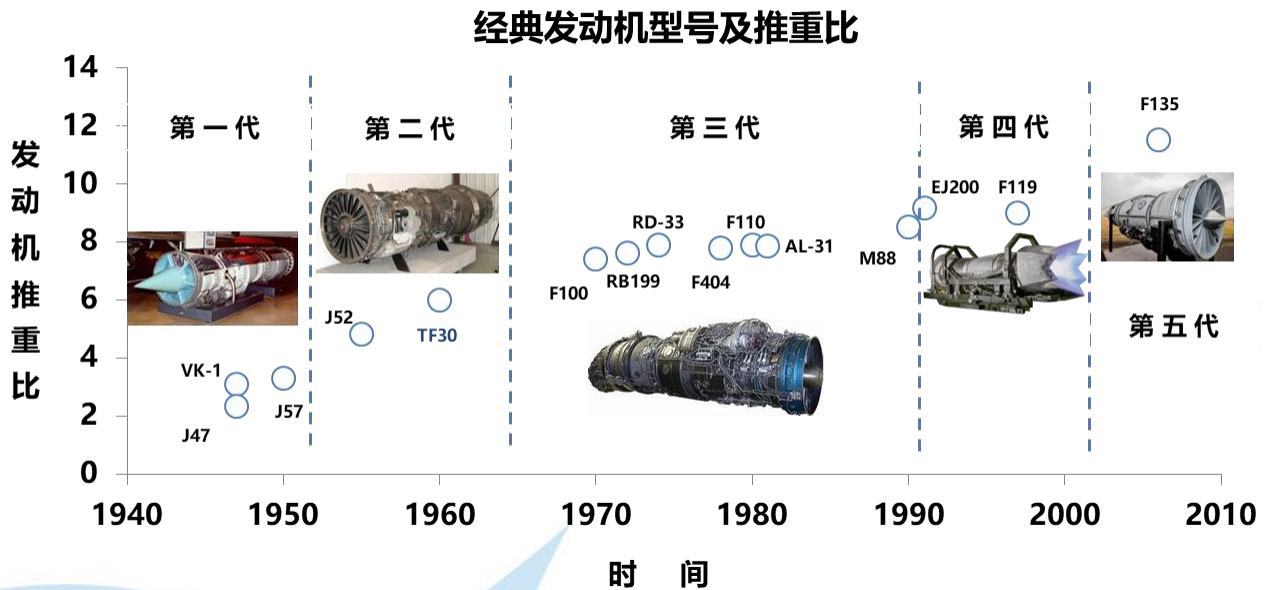 经典发动机型号及推重比
发动机推重比
14
12
10
8
6
4
2
0
第一代
第二代
第三代
第四代
第五代
VK-1
J47
J57
J52
TF30
F100
RB199
RD-33
F404
F110
AL-31
M88
EJ200
F119
F135
1940 1950 1960 1970 1980 1990 2000 2010
时 间